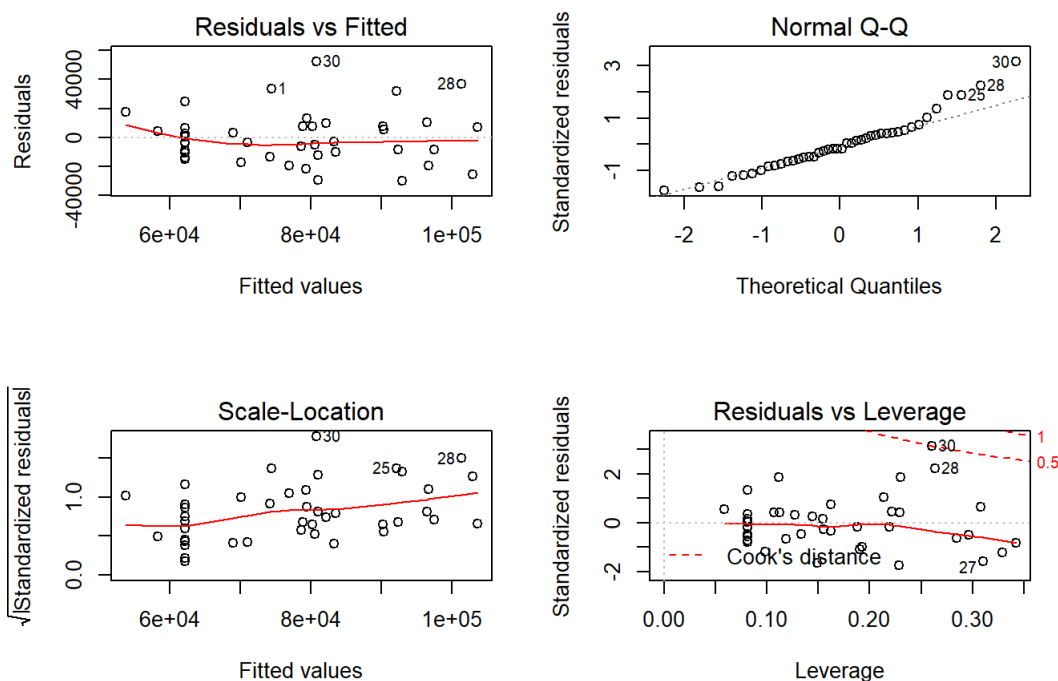 Residuals vs Fitted
Residuals
-40000 0 40000
30
1
28
6e+04 8e+04 1e+05
Fitted values
Normal Q-Q
Standardized residuals
-1 1 3
30
28
25
-2 -1 0 1 2
Theoretical Quantiles
Scale-Location
√|Standardized residuals|
0.0 1.0
30
25
28
6e+04 8e+04 1e+05
Fitted values
Residuals vs Leverage
Standardized residuals
-2 0 2
30
28
27
1
0.5
Cook's distance
0.00 0.10 0.20 0.30
Leverage